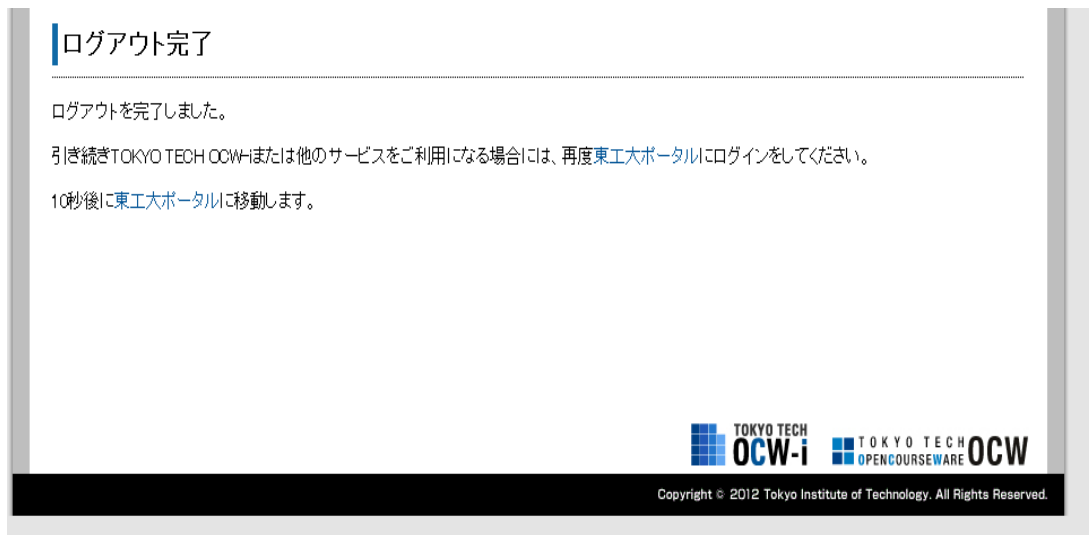 ログアウト完了
ログアウトを完了しました。
引き続きTOKYO TECH OCW-iまたは他のサービスをご利用になる場合には、再度東工大ポータルにログインをしてください。
10秒後に東工大ポータルに移動します。
TOKYO TECH
OCW-i
TOKYO TECH
OPENCOURSEWARE OCW
Copyright © 2012 Tokyo Institute of Technology. All Rights Reserved.